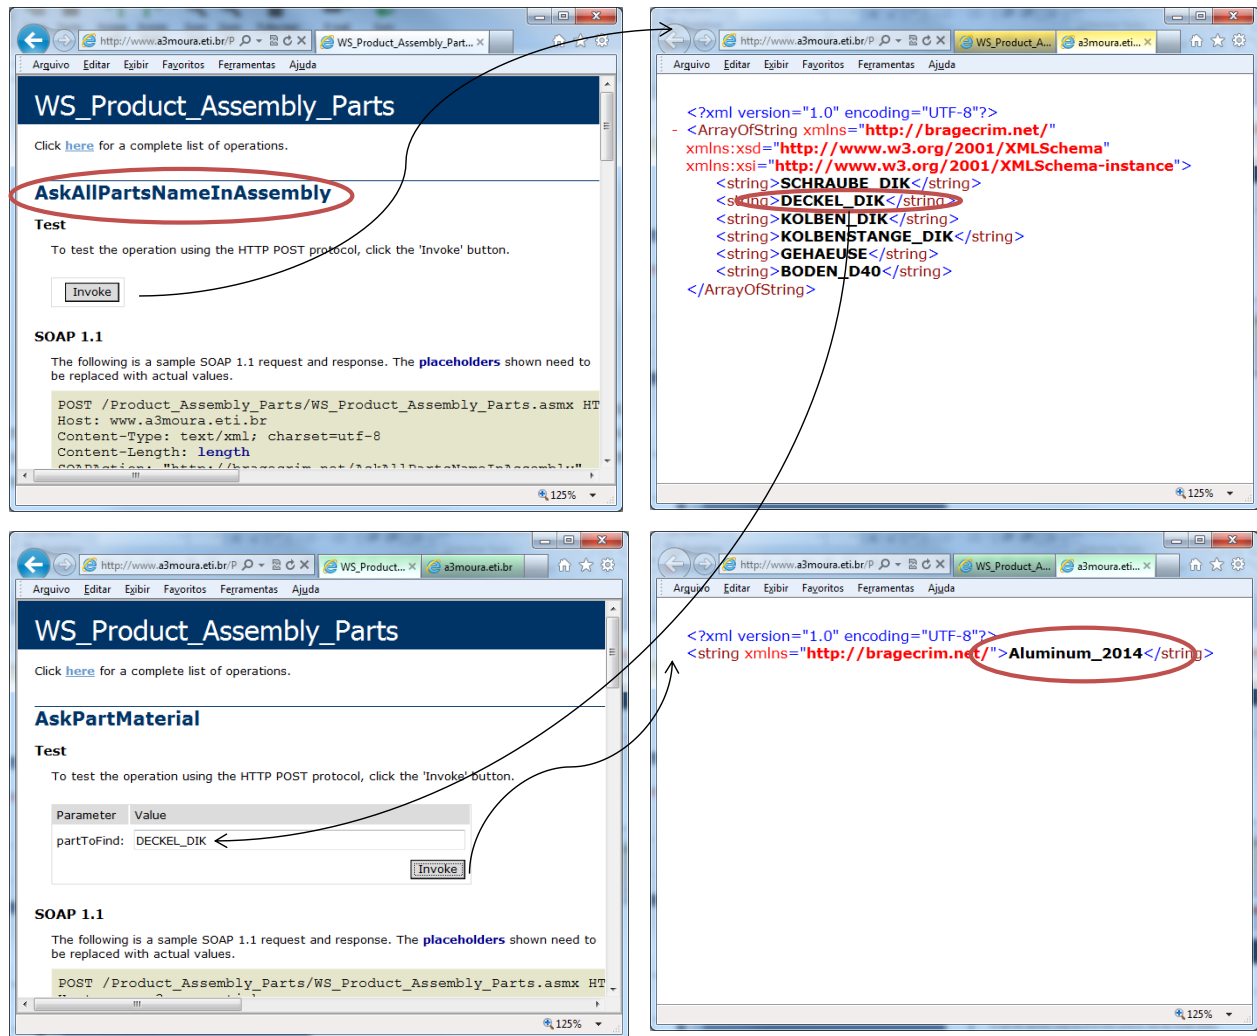 http://www.a3moura.eti.br/P
WS_Product_Assembly_Part...
Arquivo Editar Exibir Favoritos Ferramentas Ajuda
WS_Product_Assembly_Parts
Click here for a complete list of operations.
AskAllPartsNameInAssembly
Test
To test the operation using the HTTP POST protocol, click the 'Invoke' button.
Invoke
SOAP 1.1
The following is a sample SOAP 1.1 request and response. The placeholders shown need to
be replaced with actual values.
POST /Product_Assembly_Parts/WS_Product_Assembly_Parts.asmx HT
Host: www.a3moura.eti.br
Content-Type: text/xml; charset=utf-8
Content-Length: length
SOAPAction: "http://bragecrim.net/AskAllPartsNameInAssembly"
125%
http://www.a3moura.eti.br/P
WS_Product_A...
a3moura.eti...
Arquivo Editar Exibir Favoritos Ferramentas Ajuda
<?xml version="1.0" encoding="UTF-8"?>
- <ArrayOfString xmlns="http://bragecrim.net/"
xmlns:xsd="http://www.w3.org/2001/XMLSchema"
xmlns:xsi="http://www.w3.org/2001/XMLSchema-instance">
<string>SCHRAUBE_DIK</string>
<string>DECKEL_DIK</string>
<string>KOLBEN_DIK</string>
<string>KOLBENSTANGE_DIK</string>
<string>GEHAEUSE</string>
<string>BODEN_D40</string>
</ArrayOfString>
125%
http://www.a3moura.eti.br/P
WS_Product...
a3moura.eti.br
Arquivo Editar Exibir Favoritos Ferramentas Ajuda
WS_Product_Assembly_Parts
Click here for a complete list of operations.
AskPartMaterial
Test
To test the operation using the HTTP POST protocol, click the 'Invoke' button.
Parameter Value
partToFind: DECKEL_DIK
Invoke
SOAP 1.1
The following is a sample SOAP 1.1 request and response. The placeholders shown need to
be replaced with actual values.
POST /Product_Assembly_Parts/WS_Product_Assembly_Parts.asmx HT
125%
http://www.a3moura.eti.br/P
WS_Product_A...
a3moura.eti...
Arquivo Editar Exibir Favoritos Ferramentas Ajuda
<?xml version="1.0" encoding="UTF-8"?>
<string xmlns="http://bragecrim.net/">Aluminum_2014</string>
125%